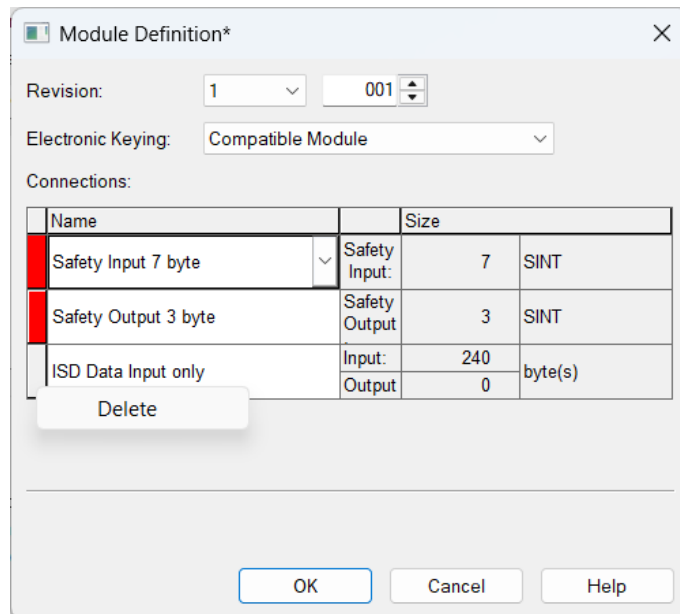 Module Definition*
Revision: 1 001
Electronic Keying: Compatible Module
Connections:
Name Size
Safety Input 7 byte Safety Input: 7 SINT
Safety Output 3 byte Safety Output 3 SINT
ISD Data Input only Input: 240 byte(s)
Output 0
Delete
OK Cancel Help